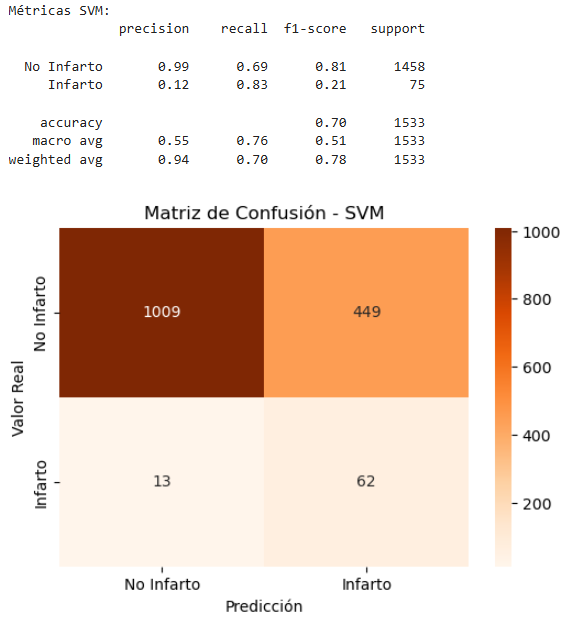 Métricas SVM:
precision recall f1-score support
No Infarto 0.99 0.69 0.81 1458
Infarto 0.12 0.83 0.21 75
accuracy 0.70 1533
macro avg 0.55 0.76 0.51 1533
weighted avg 0.94 0.70 0.78 1533
Matriz de Confusión - SVM
1000
800
600
400
200
Valor Real
No Infarto
Infarto
1009 449
13 62
No Infarto Infarto
Predicción